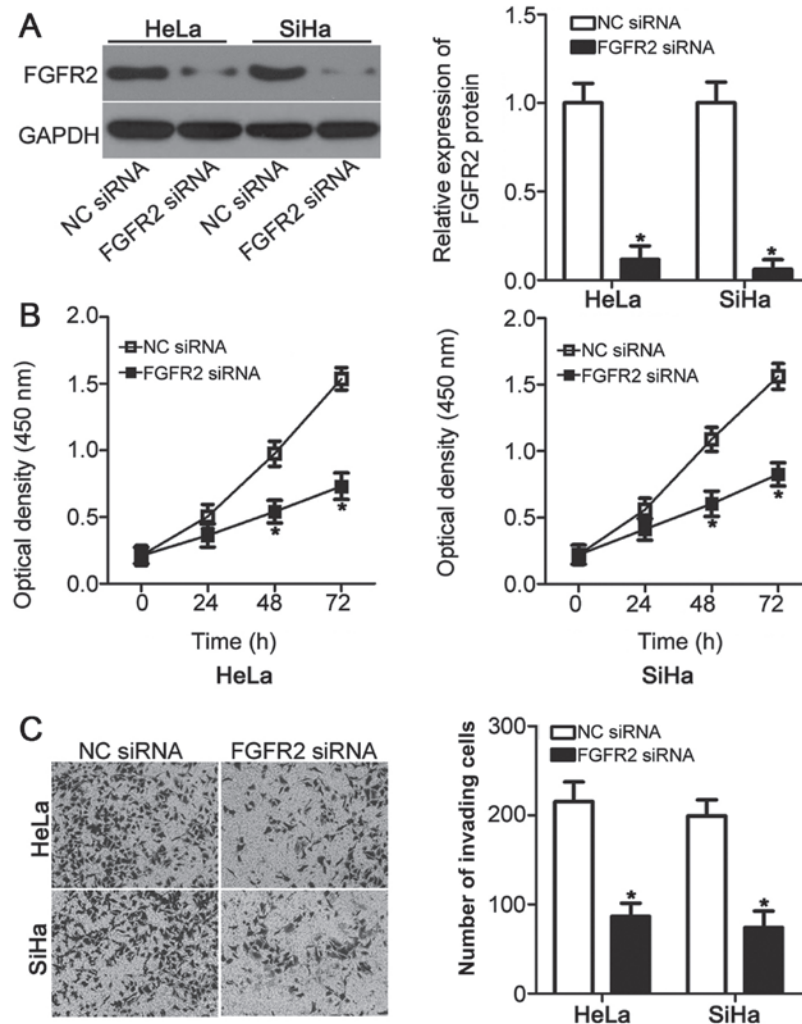 A
HeLa SiHa
FGFR2
GAPDH
NC siRNA
FGFR2 siRNA
NC siRNA
FGFR2 siRNA
Relative expression of
FGFR2 protein
1.5
1.0
0.5
0.0
NC siRNA
FGFR2 siRNA
*
*
HeLa SiHa
B
Optical density (450 nm)
2.0
1.5
1.0
0.5
0.0
NC siRNA
FGFR2 siRNA
*
*
0 24 48 72
Time (h)
HeLa
Optical density (450 nm)
2.0
1.5
1.0
0.5
0.0
NC siRNA
FGFR2 siRNA
*
*
0 24 48 72
Time (h)
SiHa
C
NC siRNA FGFR2 siRNA
HeLa
SiHa
Number of invading cells
300
200
100
0
NC siRNA
FGFR2 siRNA
*
*
HeLa SiHa